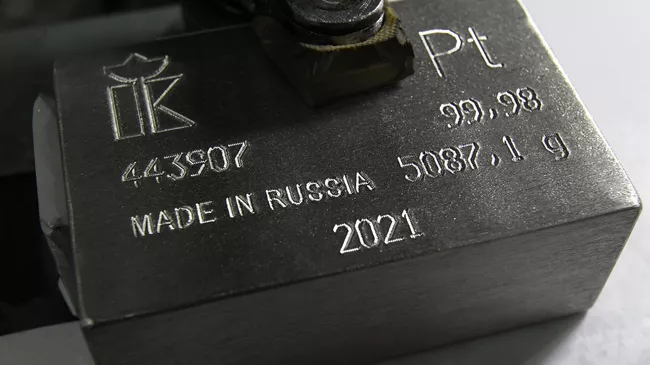 Pt
99,98
443907
5087,1 g
MADE IN RUSSIA
2021